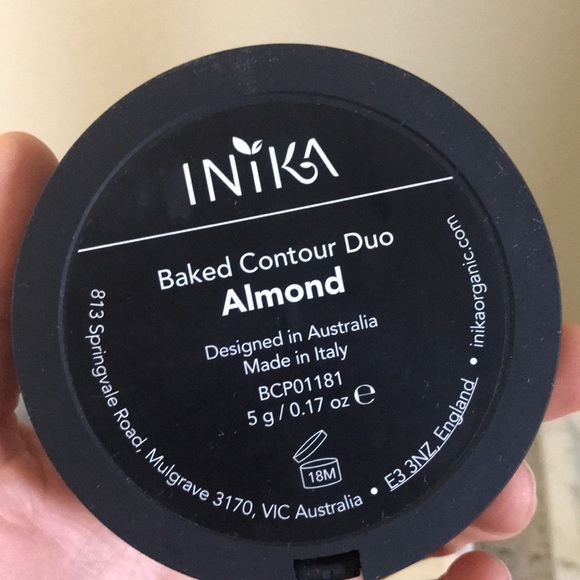 INIKA
Baked Contour Duo
Almond
Designed in Australia
Made in Italy
BCP01181
5 g / 0.17 oz ℮
18M
813 Springvale Road, Mulgrave 3170, VIC Australia • E3 3NZ, England • inikaorganic.com